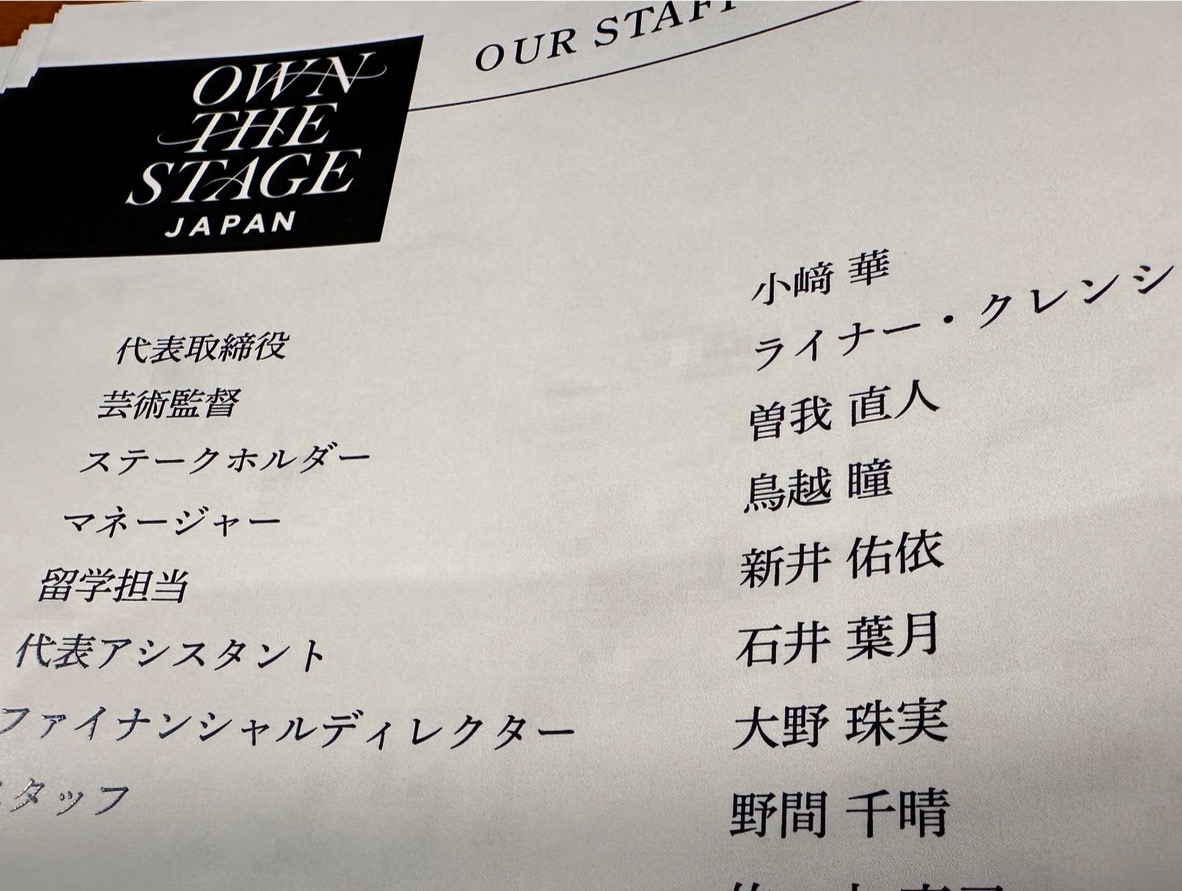 OUR STAFF
OWN
THE
STAGE
JAPAN
代表取締役 小﨑 華
芸術監督 ライナー・クレンシ
ステークホルダー 曽我 直人
マネージャー 鳥越 瞳
留学担当 新井 佑依
代表アシスタント 石井 葉月
ファイナンシャルディレクター 大野 珠実
スタッフ 野間 千晴